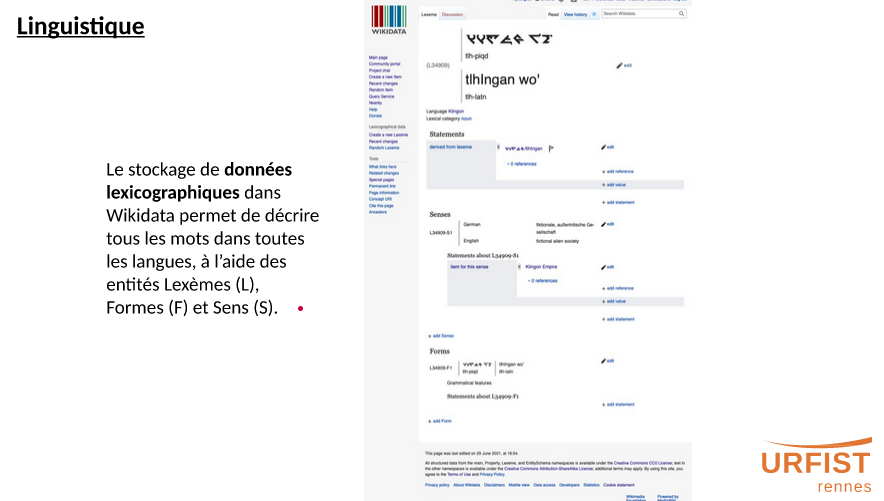 Linguistique
Le stockage de données
lexicographiques dans
Wikidata permet de décrire
tous les mots dans toutes
les langues, à l’aide des
entités Lexèmes (L),
Formes (F) et Sens (S).
WIKIDATA
Main page
Community portal
Project chat
Create a new Item
Recent changes
Random Item
Query Service
Nearby
Help
Donate
Lexicographical data
Create a new Lexeme
Recent changes
Random Lexeme
Tools
What links here
Related changes
Special pages
Permanent link
Page information
Concept URI
Cite this page
Ancestors
Lexeme Discussion
Read View history
Search Wikidata
tlh-piqd
(L34909)
edit
tlhIngan wo'
tlh-latn
Language Klingon
Lexical category noun
Statements
derived from lexeme
/tlhIngan
edit
0 references
+ add reference
+ add value
+ add statement
Senses
L34909-S1
German
fiktionale, außerirdische Ge-
sellschaft
edit
English
fictional alien society
Statements about L34909-S1
item for this sense
Klingon Empire
edit
0 references
+ add reference
+ add value
+ add statement
+ add Sense
Forms
L34909-F1
tlh-piqd
tlhIngan wo'
tlh-latn
edit
Grammatical features
Statements about L34909-F1
+ add statement
+ add Form
This page was last edited on 29 June 2021, at 16:54.
All structured data from the main, Property, Lexeme, and EntitySchema namespaces is available under the Creative Commons CC0 License; text in
the other namespaces is available under the Creative Commons Attribution-ShareAlike License; additional terms may apply. By using this site, you
agree to the Terms of Use and Privacy Policy.
Privacy policy About Wikidata Disclaimers Mobile view Data access Developers Statistics Cookie statement
Wikimedia
Powered by
URFIST
rennes